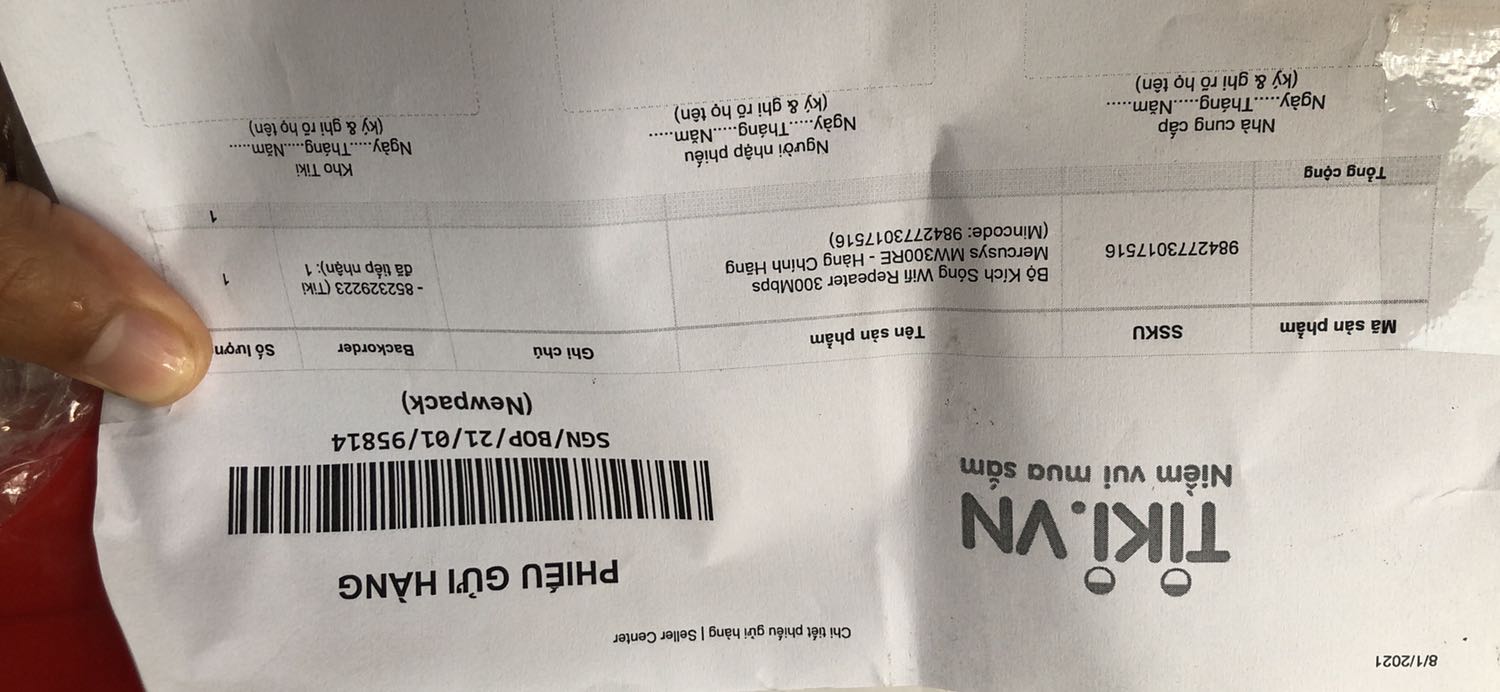 8/1/2021
Chi tiết phiếu gửi hàng | Seller Center
TIKI.VN
Niềm vui mua sắm
PHIẾU GỬI HÀNG
SGN/BOP/21/01/95814
(Newpack)
Mã sản phẩm SSKU Tên sản phẩm Ghi chú Backorder Số
9842773017516
Bộ Kích Sóng Wifi Repeater 300Mbps
Mercusys MW300RE - Hàng Chính Hãng
(Mincode: 9842773017516)
- 852329223 (Tiki
đã tiếp nhận): 1
1
Tổng cộng 1
Nhà cung cấp
Ngày.....Tháng.....Năm.....
(ký & ghi rõ họ tên)
Người nhập phiếu
Ngày.....Tháng.....Năm.....
(ký & ghi rõ họ tên)
Kho Tiki
Ngày.....Tháng.....Năm.....
(ký & ghi rõ họ tên)